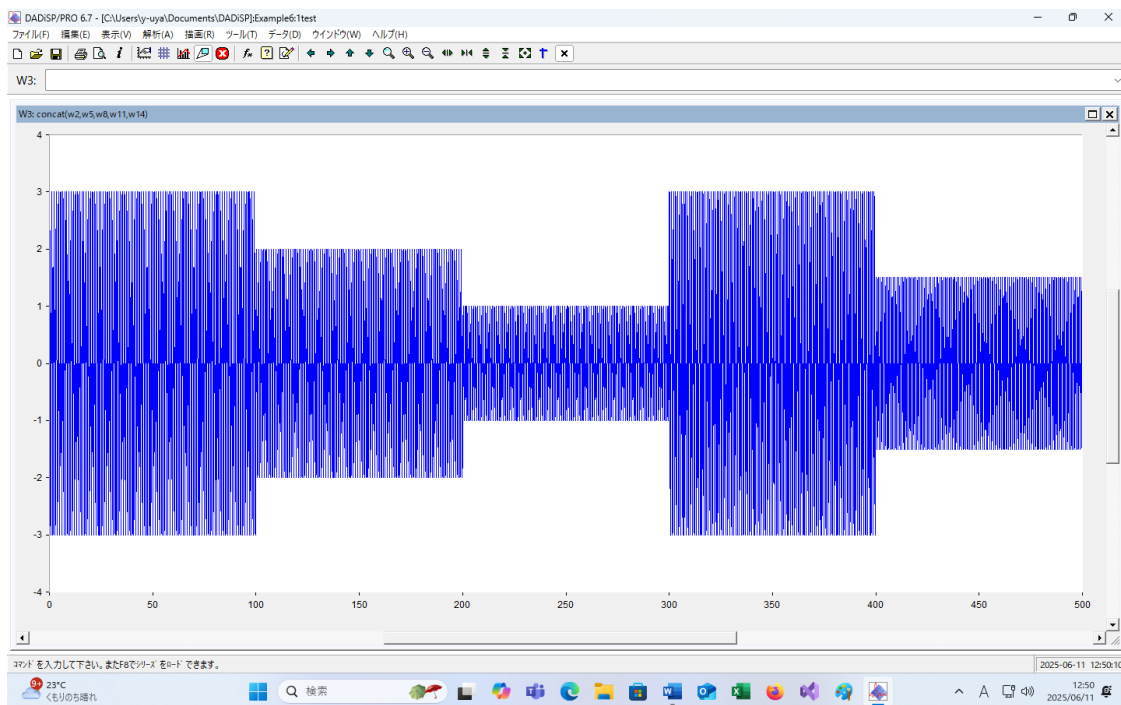 DADiSP/PRO 6.7 - [C:\Users\y-uya\Documents\DADiSP]:Example6:1test
ファイル(F) 編集(E) 表示(V) 解析(A) 描画(R) ツール(T) データ(D) ウインドウ(W) ヘルプ(H)
W3:
W3: concat(w2,w5,w8,w11,w14)
4
3
2
1
0
-1
-2
-3
-4
0 50 100 150 200 250 300 350 400 450 500
コマンドを入力して下さい。またF8でシリーズをロードできます。
2025-06-11 12:50:10
9+
23°C
くもりのち晴れ
検索
A
12:50
2025/06/11